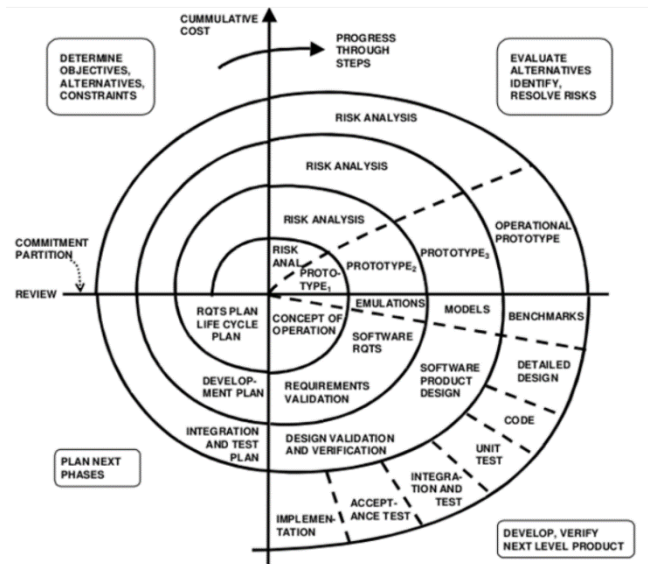 CUMMULATIVE
COST
PROGRESS
THROUGH
STEPS
DETERMINE
OBJECTIVES,
ALTERNATIVES,
CONSTRAINTS
EVALUATE
ALTERNATIVES
IDENTIFY,
RESOLVE RISKS
RISK ANALYSIS
RISK ANALYSIS
RISK ANALYSIS
RISK
ANAL.
PROTO-
TYPE1
PROTOTYPE2
PROTOTYPE3
OPERATIONAL
PROTOTYPE
COMMITMENT
PARTITION
REVIEW
RQTS PLAN
LIFE CYCLE
PLAN
CONCEPT OF
OPERATION
EMULATIONS
MODELS
BENCHMARKS
SOFTWARE
RQTS
SOFTWARE
PRODUCT
DESIGN
DETAILED
DESIGN
DEVELOP-
MENT PLAN
REQUIREMENTS
VALIDATION
CODE
INTEGRATION
AND TEST
PLAN
DESIGN VALIDATION
AND VERIFICATION
UNIT
TEST
PLAN NEXT
PHASES
INTEGRA-
TION AND
TEST
ACCEPT-
ANCE TEST
IMPLEMEN-
TATION
DEVELOP, VERIFY
NEXT LEVEL PRODUCT